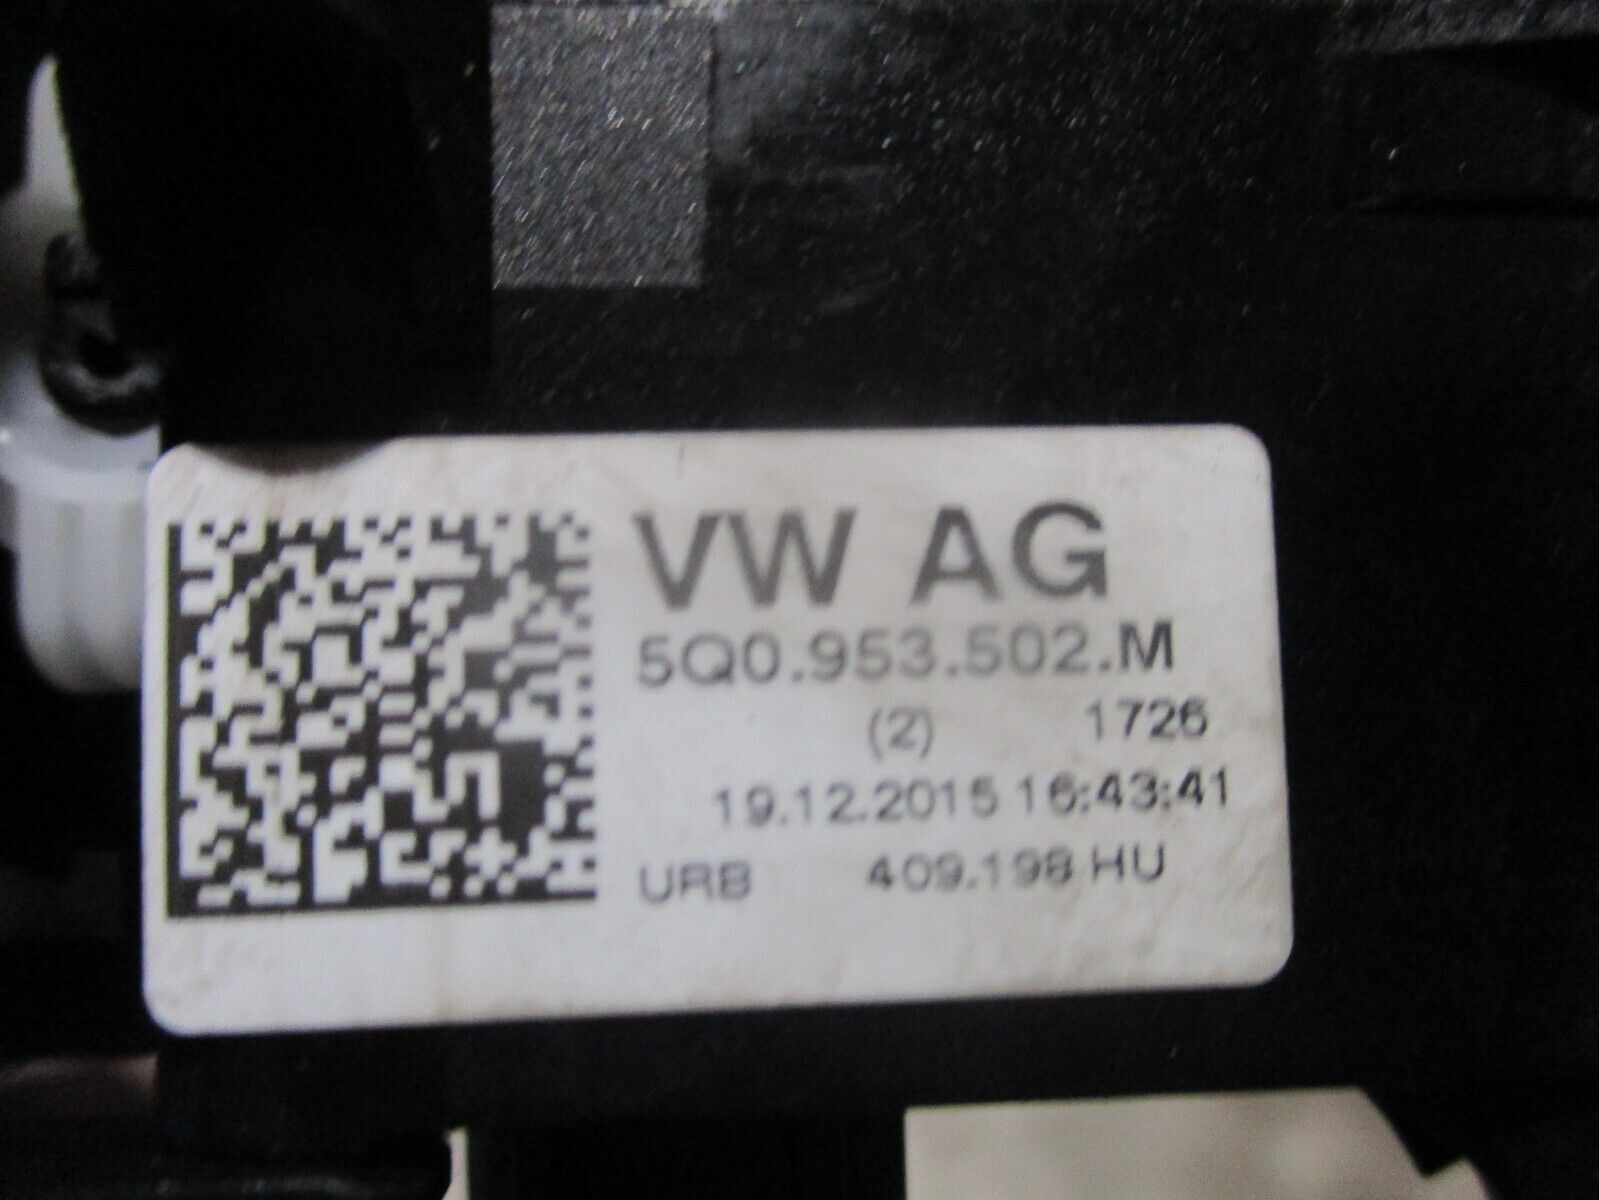 VW AG
5Q0.953.502.M
(2) 1726
19.12.2015 16:43:41
URB 409.198 HU